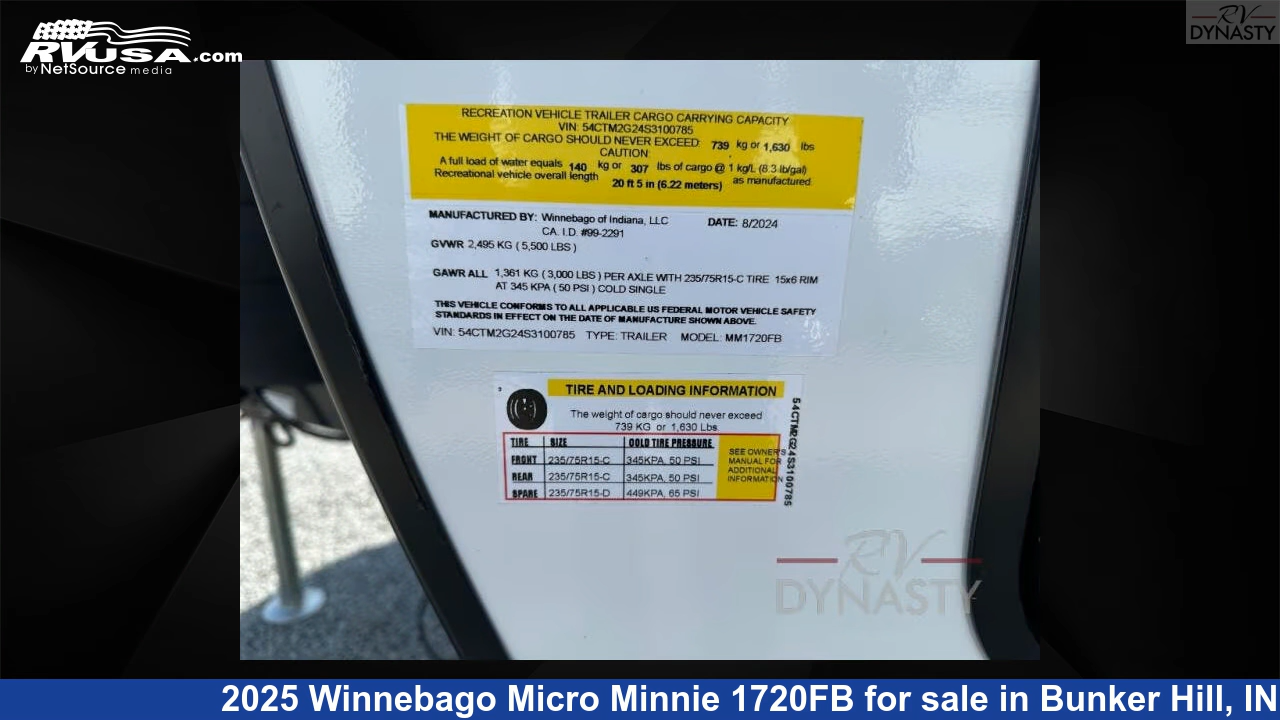 RVUSA.com
by NetSource media
RV
DYNASTY
RECREATION VEHICLE TRAILER CARGO CARRYING CAPACITY
VIN: 54CTM2G24S3100785
THE WEIGHT OF CARGO SHOULD NEVER EXCEED: 739 kg or 1,630 lbs
CAUTION:
A full load of water equals 140 kg or 307 lbs of cargo @ 1 kg/L (8.3 lb/gal)
Recreational vehicle overall length 20 ft 5 in (6.22 meters) as manufactured
MANUFACTURED BY: Winnebago of Indiana, LLC DATE: 8/2024
CA. I.D. #99-2291
GVWR 2,495 KG ( 5,500 LBS )
GAWR ALL 1,361 KG ( 3,000 LBS ) PER AXLE WITH 235/75R15-C TIRE 15x6 RIM
AT 345 KPA ( 50 PSI ) COLD SINGLE
THIS VEHICLE CONFORMS TO ALL APPLICABLE US FEDERAL MOTOR VEHICLE SAFETY
STANDARDS IN EFFECT ON THE DATE OF MANUFACTURE SHOWN ABOVE.
VIN: 54CTM2G24S3100785 TYPE: TRAILER MODEL: MM1720FB
TIRE AND LOADING INFORMATION
The weight of cargo should never exceed
739 KG or 1,630 Lbs
TIRE SIZE COLD TIRE PRESSURE
FRONT 235/75R15-C 345KPA, 50 PSI
REAR 235/75R15-C 345KPA, 50 PSI
SPARE 235/75R15-D 449KPA, 65 PSI
SEE OWNER'S
MANUAL FOR
ADDITIONAL
INFORMATION
54CTM2G24S3100785
RV
DYNASTY
2025 Winnebago Micro Minnie 1720FB for sale in Bunker Hill, IN